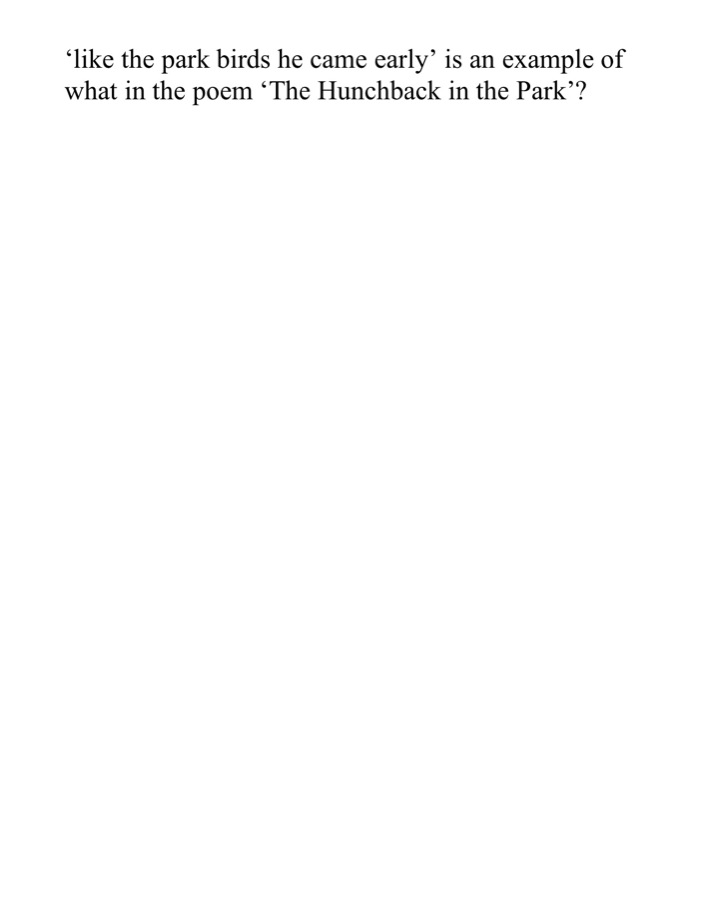 ‘like the park birds he came early’ is an example of
what in the poem ‘The Hunchback in the Park’?